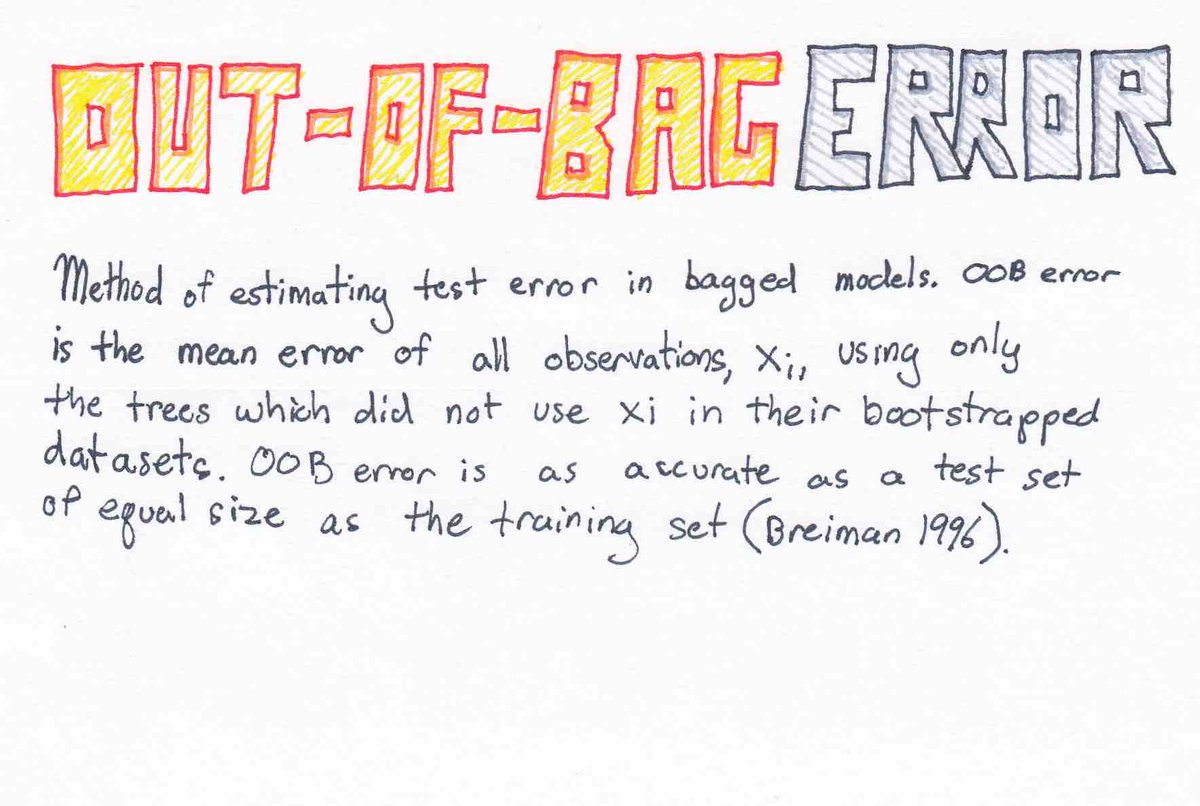 OUT-OF-BAG ERROR
Method of estimating test error in bagged models. OOB error
is the mean error of all observations, xi, using only
the trees which did not use xi in their bootstrapped
datasets. OOB error is as accurate as a test set
of equal size as the training set (Breiman 1996).